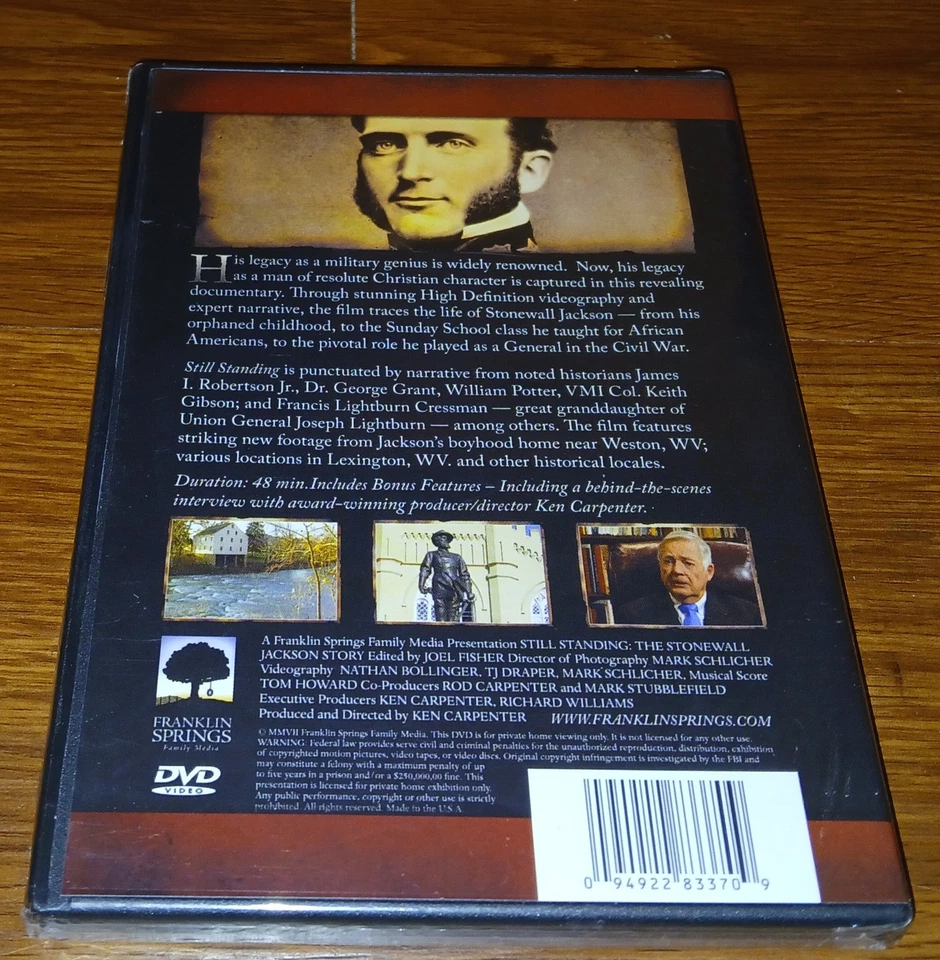 His legacy as a military genius is widely renowned. Now, his legacy
as a man of resolute Christian character is captured in this revealing
documentary. Through stunning High Definition videography and
expert narrative, the film traces the life of Stonewall Jackson — from his
orphaned childhood, to the Sunday School class he taught for African
Americans, to the pivotal role he played as a General in the Civil War.
Still Standing is punctuated by narrative from noted historians James
I. Robertson Jr., Dr. George Grant, William Potter, VMI Col. Keith
Gibson; and Francis Lightburn Cressman — great granddaughter of
Union General Joseph Lightburn — among others. The film features
striking new footage from Jackson's boyhood home near Weston, WV;
various locations in Lexington, WV. and other historical locales.
Duration: 48 min.Includes Bonus Features – Including a behind-the-scenes
interview with award-winning producer/director Ken Carpenter.
A Franklin Springs Family Media Presentation STILL STANDING: THE STONEWALL
JACKSON STORY Edited by JOEL FISHER Director of Photography MARK SCHLICHER
Videography NATHAN BOLLINGER, TJ DRAPER, MARK SCHLICHER, Musical Score
TOM HOWARD Co-Producers ROD CARPENTER and MARK STUBBLEFIELD
Executive Producers KEN CARPENTER, RICHARD WILLIAMS
Produced and Directed by KEN CARPENTER WWW.FRANKLINSPRINGS.COM
FRANKLIN
SPRINGS
Family Media
DVD
VIDEO
© MMVII Franklin Springs Family Media. This DVD is for private home viewing only. It is not licensed for any other use.
WARNING: Federal law provides serve civil and criminal penalties for the unauthorized reproduction, distribution, exhibition
of copyrighted motion pictures, video tapes, or video discs. Original copyright infringement is investigated by the FBI and
may constitute a felony with a maximum penalty of up
to five years in a prison and/or a $250,000,00 fine. This
presentation is licensed for private home exhibition only.
Any public performance, copyright or other use is strictly
prohibited. All rights reserved. Made in the U S A
0 94922 83370 9